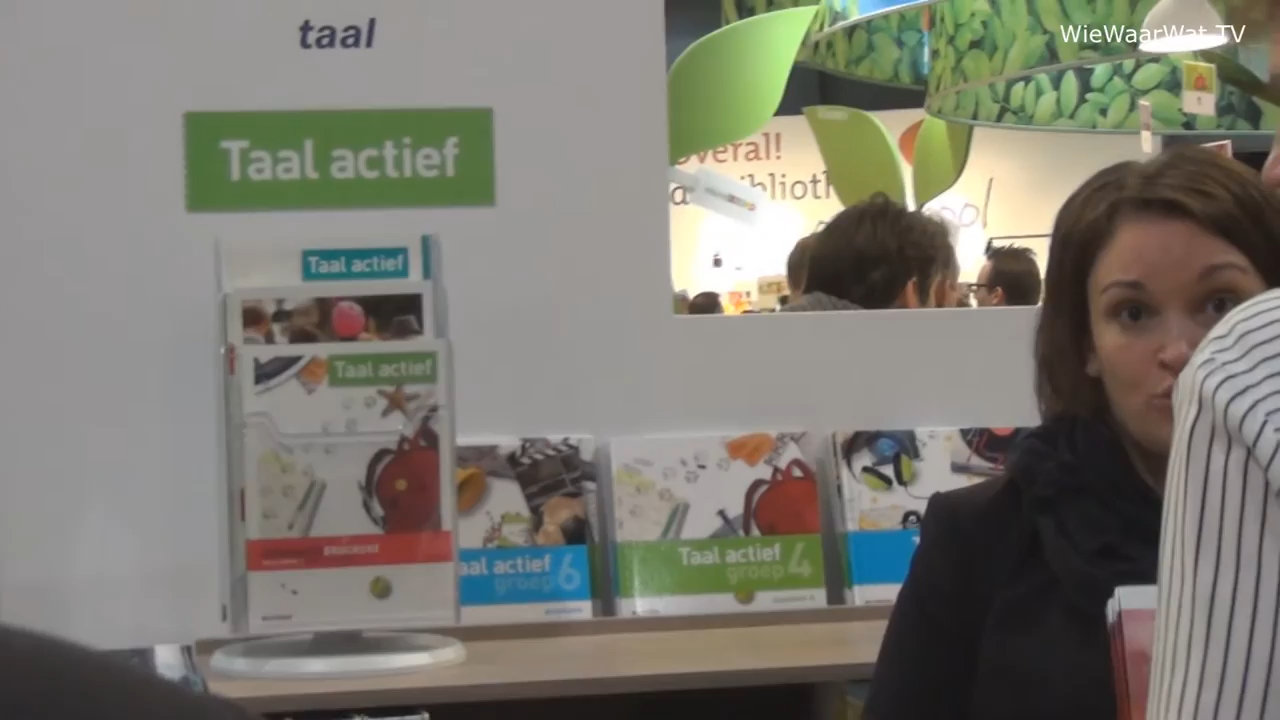 taal
WieWaarWat.TV
Taal actief
overal!
Taal actief
Taal actief
aal actief
groep 6
Taal actief
groep 4